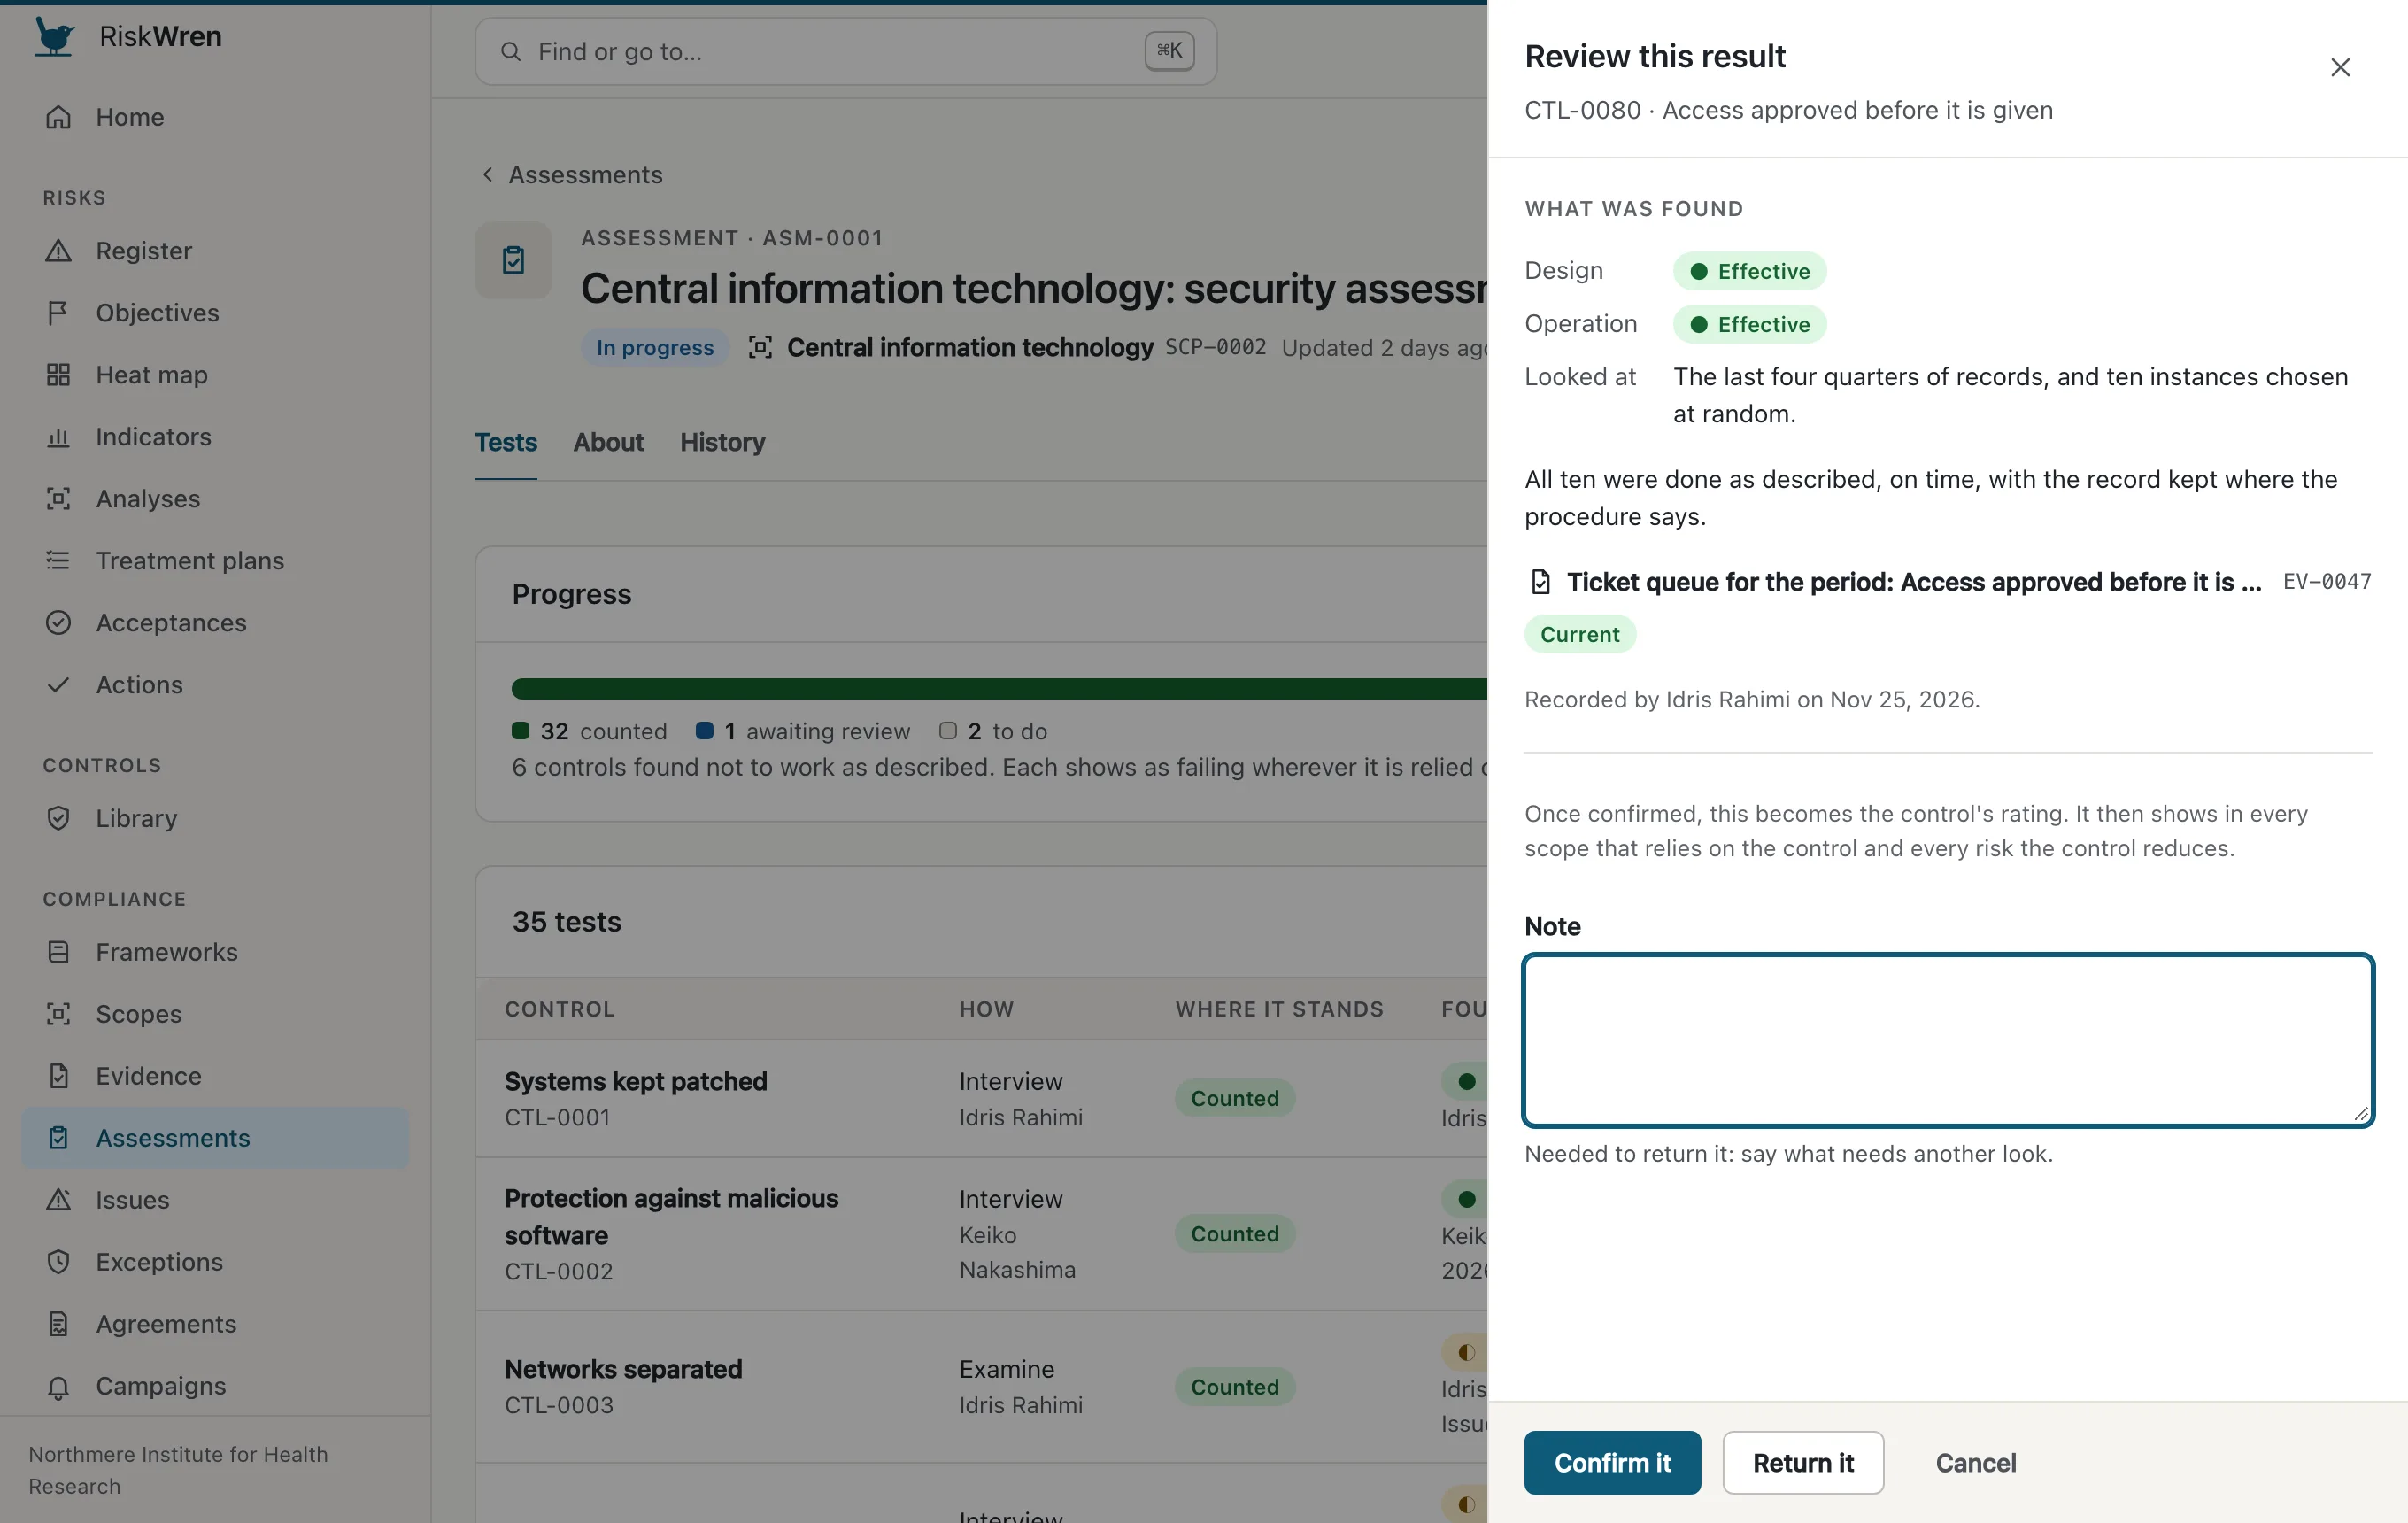 RiskWren
Home
RISKS
Register
Objectives
Heat map
Indicators
Analyses
Treatment plans
Acceptances
Actions
CONTROLS
Library
COMPLIANCE
Frameworks
Scopes
Evidence
Assessments
Issues
Exceptions
Agreements
Campaigns
Northmere Institute for Health
Research
Find or go to...
⌘K
Assessments
ASSESSMENT · ASM-0001
Central information technology: security assessr
In progress Central information technology SCP-0002 Updated 2 days ago
Tests About History
Progress
32 counted 1 awaiting review 2 to do
6 controls found not to work as described. Each shows as failing wherever it is relied
35 tests
CONTROL HOW WHERE IT STANDS FOU
Systems kept patched
CTL-0001
Interview
Idris Rahimi
Counted
Idris
Protection against malicious
software
CTL-0002
Interview
Keiko
Nakashima
Counted
Keik
2026
Networks separated
CTL-0003
Examine
Idris Rahimi
Counted
Idris
Issue
Interview
Review this result
CTL-0080 · Access approved before it is given
WHAT WAS FOUND
Design Effective
Operation Effective
Looked at The last four quarters of records, and ten instances chosen
at random.
All ten were done as described, on time, with the record kept where the
procedure says.
Ticket queue for the period: Access approved before it is ... EV-0047
Current
Recorded by Idris Rahimi on Nov 25, 2026.
Once confirmed, this becomes the control's rating. It then shows in every
scope that relies on the control and every risk the control reduces.
Note
Needed to return it: say what needs another look.
Confirm it Return it Cancel